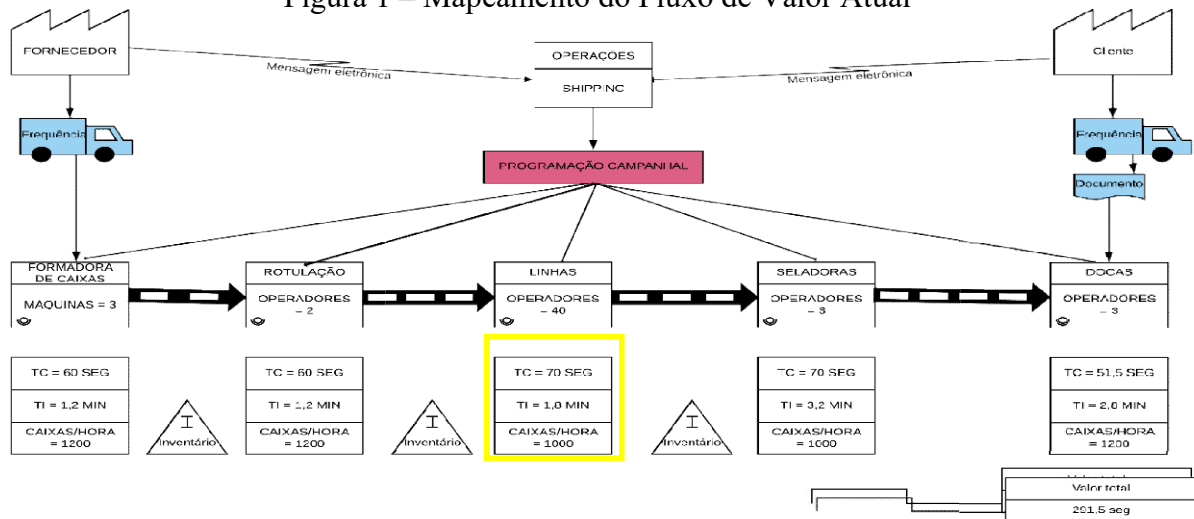 Figura 1 – Mapeamento do Fluxo de Valor Atual
FORNECEDOR
OPERAÇOES
Cliente
Mensagem eletrônica
Mensagem eletrônica
SHIPPING
Frequência
Frequência
PROGRAMAÇÃO
Documento
FORMADORA
DE CAIXAS
ROTULAÇÃO
LINHAS
SELADORAS
DOCAS
MAQUINAS = 3
OPERADORES
= 2
OPERADORES
= 40
OPERADORES
OPERADORES
TC = 60 SEG
TC = 60 SEG
TC = 70 SEG
TC = 70 SEG
TC = 51,5 SEG
TI = 1,2 MIN
TI = 1,2 MIN
TI = 1,8 MIN
TI = 3,2 MIN
TI = 2,8 MIN
CAIXAS/HORA
= 1200
I
Inventário
CAIXAS/HORA
= 1200
I
Inventário
CAIXAS/HORA
= 1000
I
Inventário
CAIXAS/HORA
= 1000
CAIXAS/HORA
= 1200
Valor total
291,5 seg